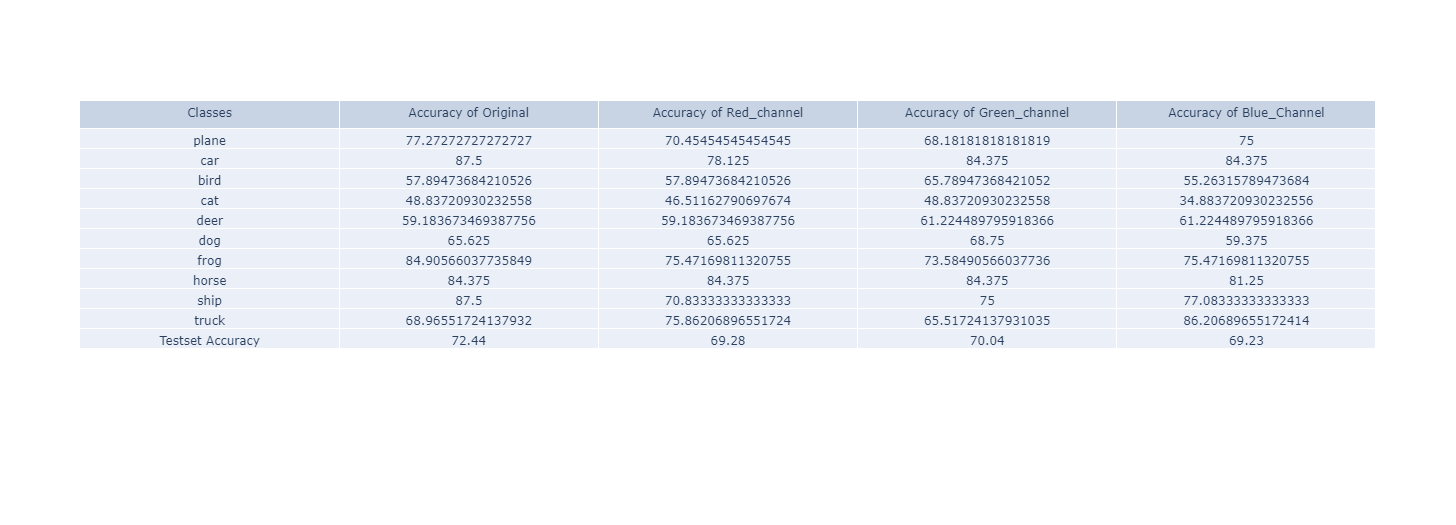 Classes Accuracy of Original Accuracy of Red_channel Accuracy of Green_channel Accuracy of Blue_Channel
plane 77.27272727272727 70.45454545454545 68.18181818181819 75
car 87.5 78.125 84.375 84.375
bird 57.89473684210526 57.89473684210526 65.78947368421052 55.26315789473684
cat 48.83720930232558 46.51162790697674 48.83720930232558 34.883720930232556
deer 59.183673469387756 59.183673469387756 61.224489795918366 61.224489795918366
dog 65.625 65.625 68.75 59.375
frog 84.90566037735849 75.47169811320755 73.58490566037736 75.47169811320755
horse 84.375 84.375 84.375 81.25
ship 87.5 70.83333333333333 75 77.08333333333333
truck 68.96551724137932 75.86206896551724 65.51724137931035 86.20689655172414
Testset Accuracy 72.44 69.28 70.04 69.23